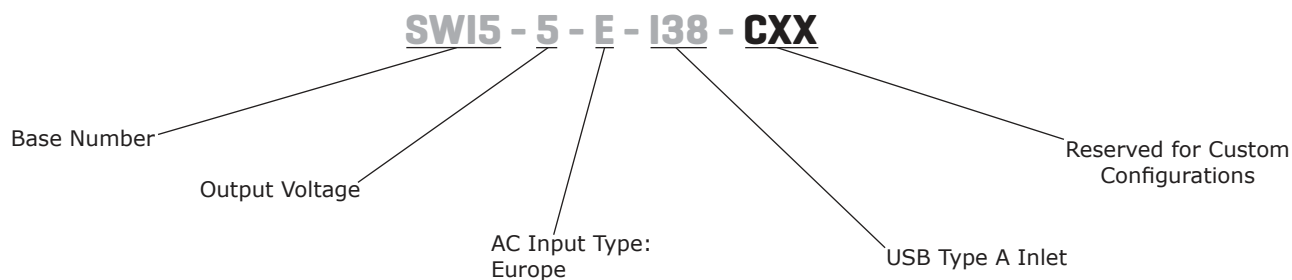 SWI5 - 5 - E - I38 - CXX
Base Number
Output Voltage
AC Input Type:
Europe
USB Type A Inlet
Reserved for Custom
Configurations